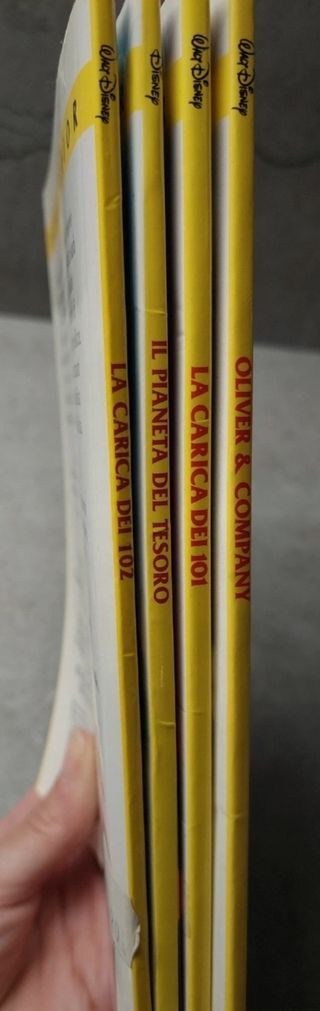 IOR
Walt Disney
LA CARICA DEI 102
Disney
IL PIANETA DEL TESORO
Walt Disney
LA CARICA DEI 101
Walt Disney
OLIVER & COMPANY